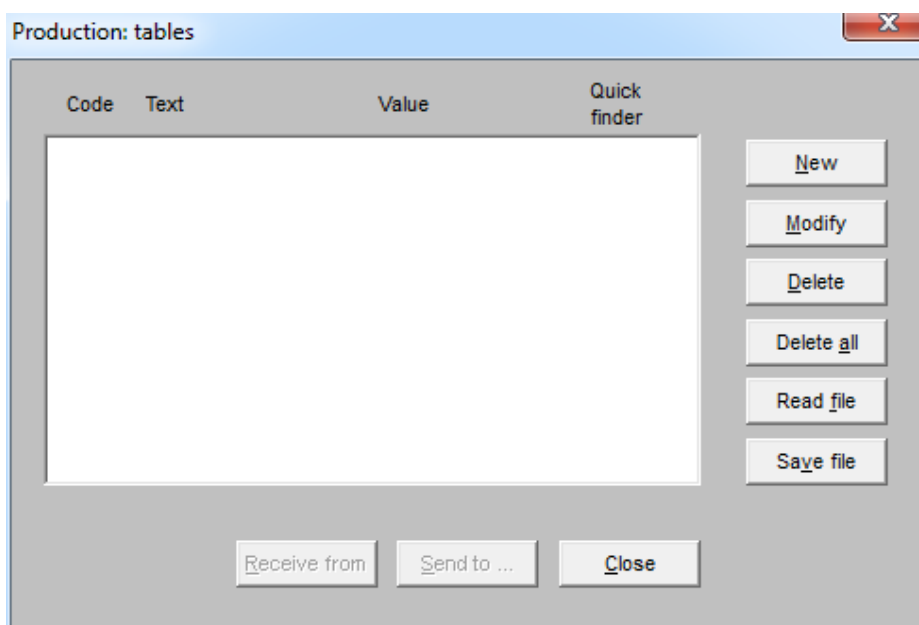 Production: tables
Code Text Value Quick
finder
New
Modify
Delete
Delete all
Read file
Save file
Receive from Send to ... Close